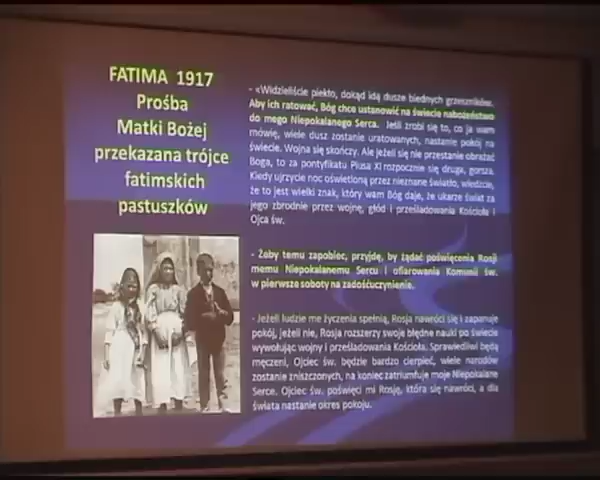 FATIMA 1917
Prośba
Matki Bożej
przekazana trójce
fatimskich
pastuszków
- «Widzieliście piekło, dokąd idą dusze biednych grzeszników.
Aby ich ratować, Bóg chce ustanowić na świecie nabożeństwo
do mego Niepokalanego Serca. Jeśli zrobi się to, co ja wam
mówię, wiele dusz zostanie uratowanych, nastanie pokój na
świecie. Wojna się skończy. Ale jeżeli się nie przestanie obrażać
Boga, to za pontyfikatu Piusa XI rozpocznie się druga, gorsza.
Kiedy ujrzycie noc oświetloną przez nieznane światło, wiedzcie,
że to jest wielki znak, który wam Bóg daje, że ukarze świat za
jego zbrodnie przez wojnę, głód i prześladowania Kościoła i
Ojca św.
- Żeby temu zapobiec, przyjdę, by żądać poświęcenia Rosji
memu Niepokalanemu Sercu i ofiarowania Komunii św.
w pierwsze soboty na zadośćuczynienie.
- Jeżeli ludzie me życzenia spełnią, Rosja nawróci się i zapanuje
pokój, jeżeli nie, Rosja rozszerzy swoje błędne nauki po świecie
wywołując wojny i prześladowania Kościoła. Sprawiedliwi będą
męczeni, Ojciec św. będzie bardzo cierpieć, wiele narodów
zostanie zniszczonych, na koniec zatriumfuje moje Niepokalane
Serce. Ojciec św. poświęci mi Rosję, która się nawróci, a dla
świata nastanie okres pokoju.